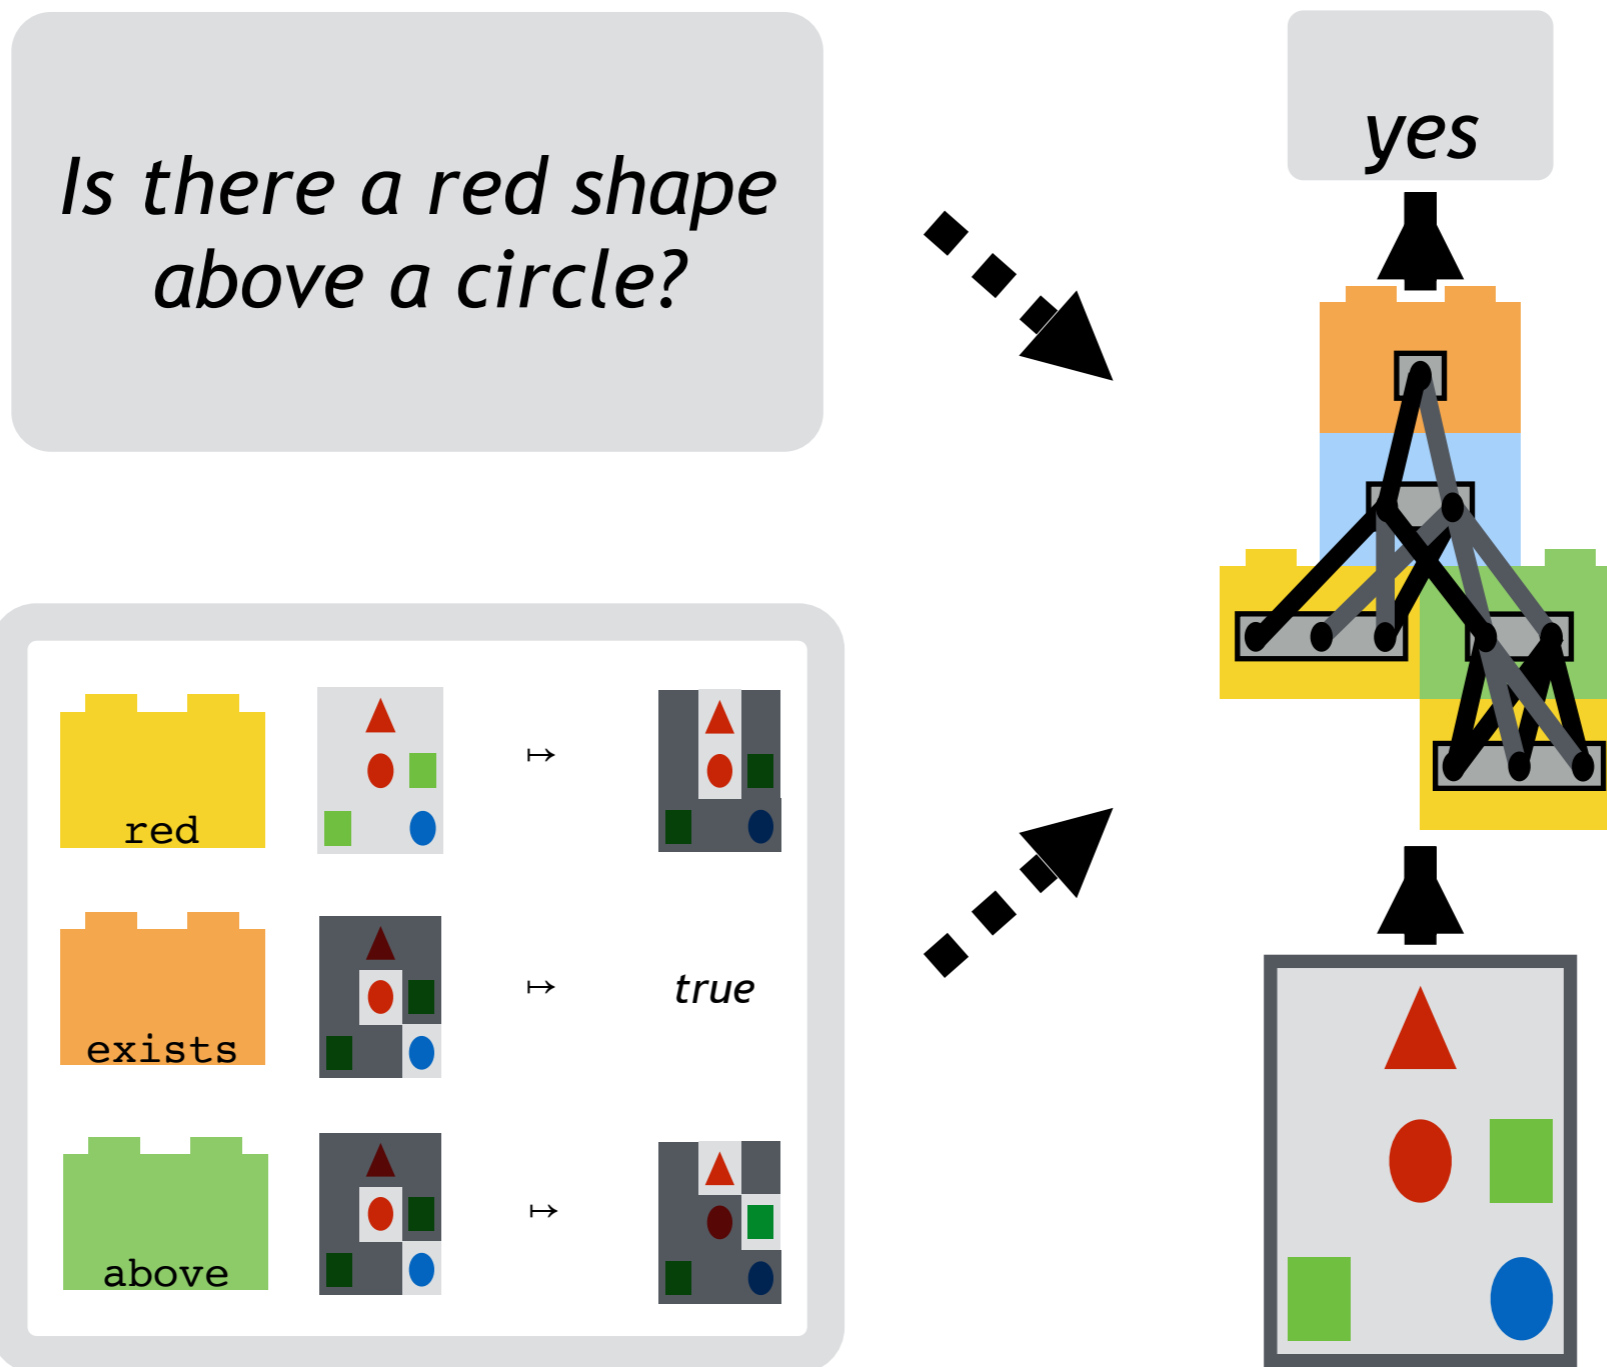 Is there a red shape
above a circle?
yes
red
↦
exists
↦
true
above
↦